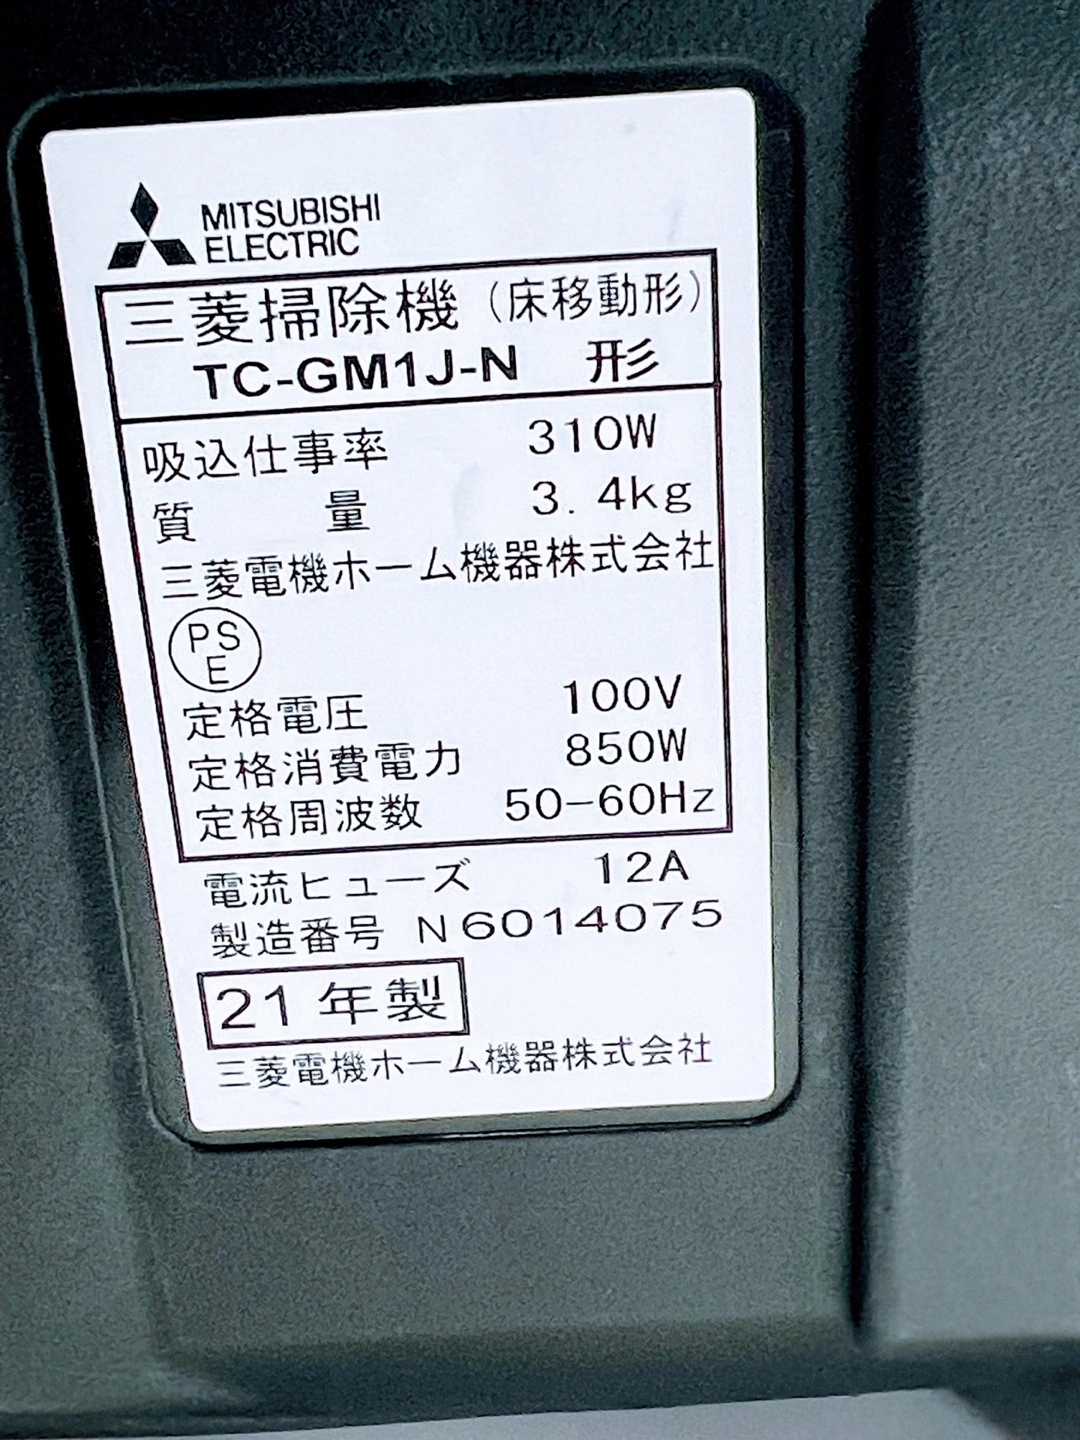 MITSUBISHI
ELECTRIC
三菱掃除機（床移動形）
TC-GM1J-N 形
吸込仕事率 310W
質量 3.4kg
三菱電機ホーム機器株式会社
PS
E
定格電圧 100V
定格消費電力 850W
定格周波数 50-60Hz
電流ヒューズ 12A
製造番号 N6014075
21年製
三菱電機ホーム機器株式会社